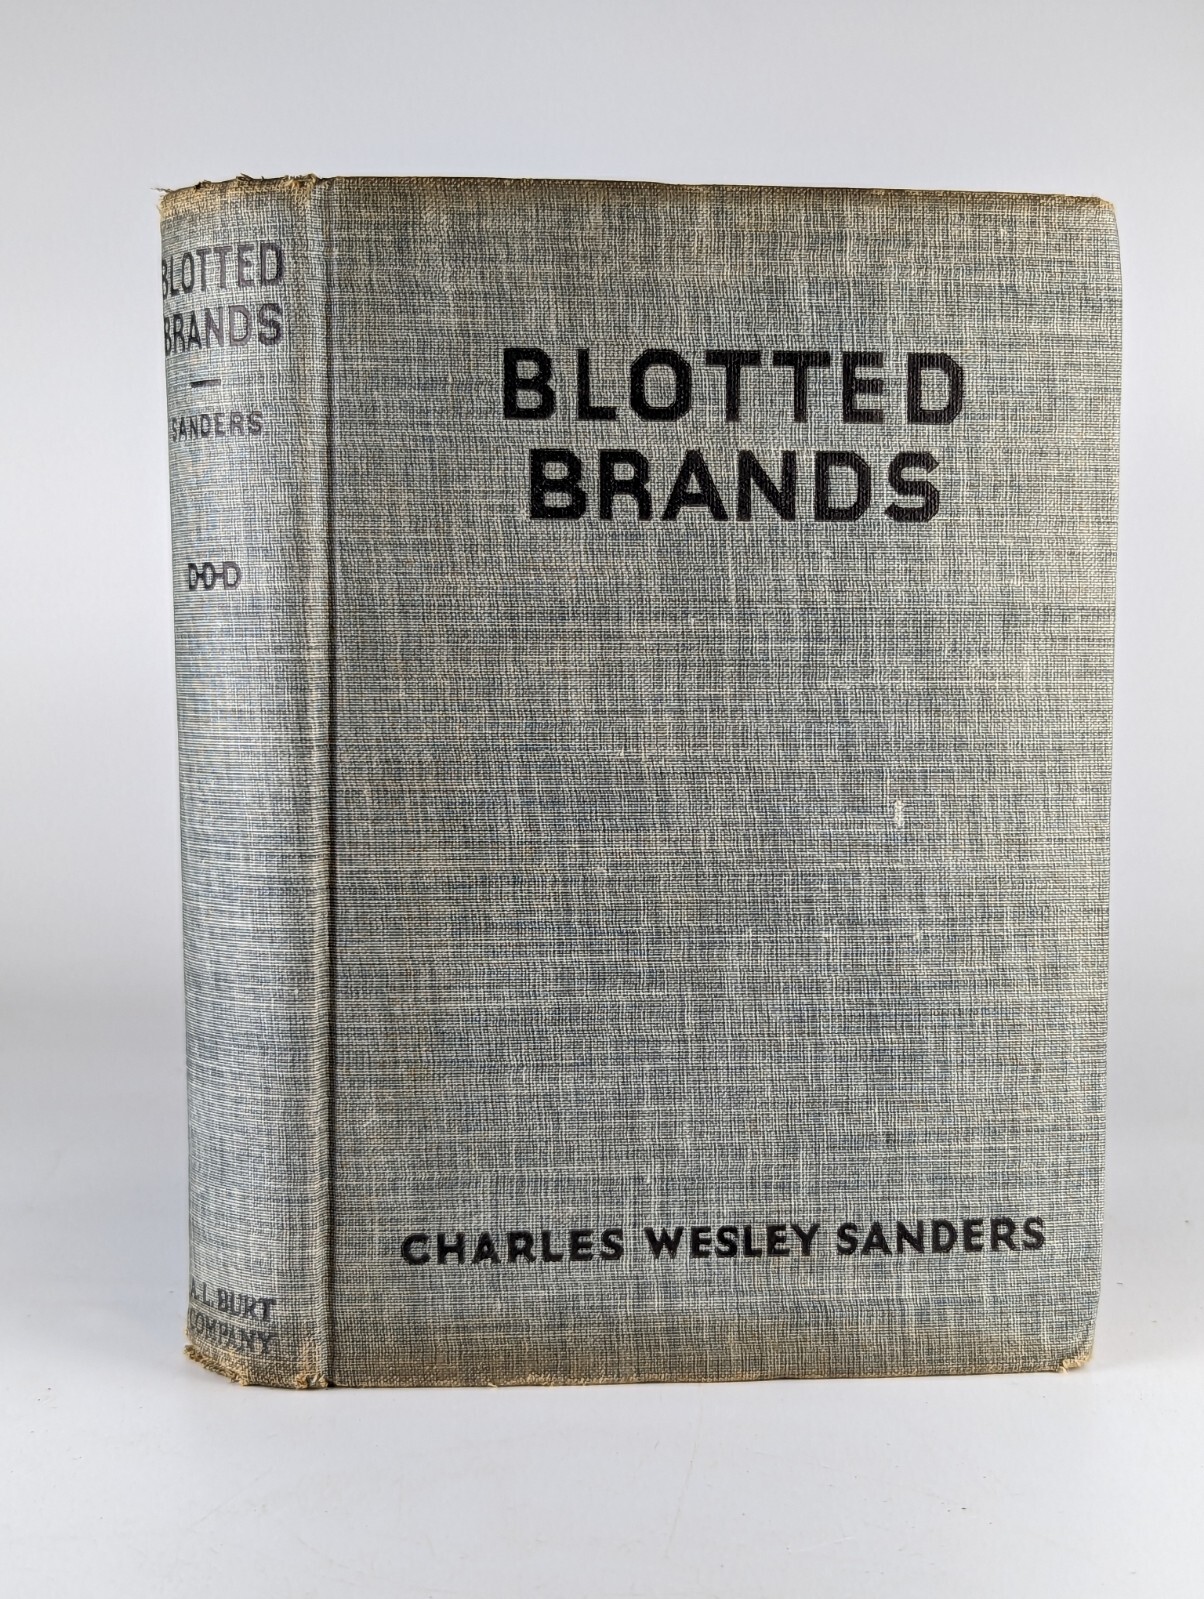 BLOTTED
BRANDS
SANDERS
D-D-D
A. L. BURT
COMPANY
BLOTTED
BRANDS
CHARLES WESLEY SANDERS